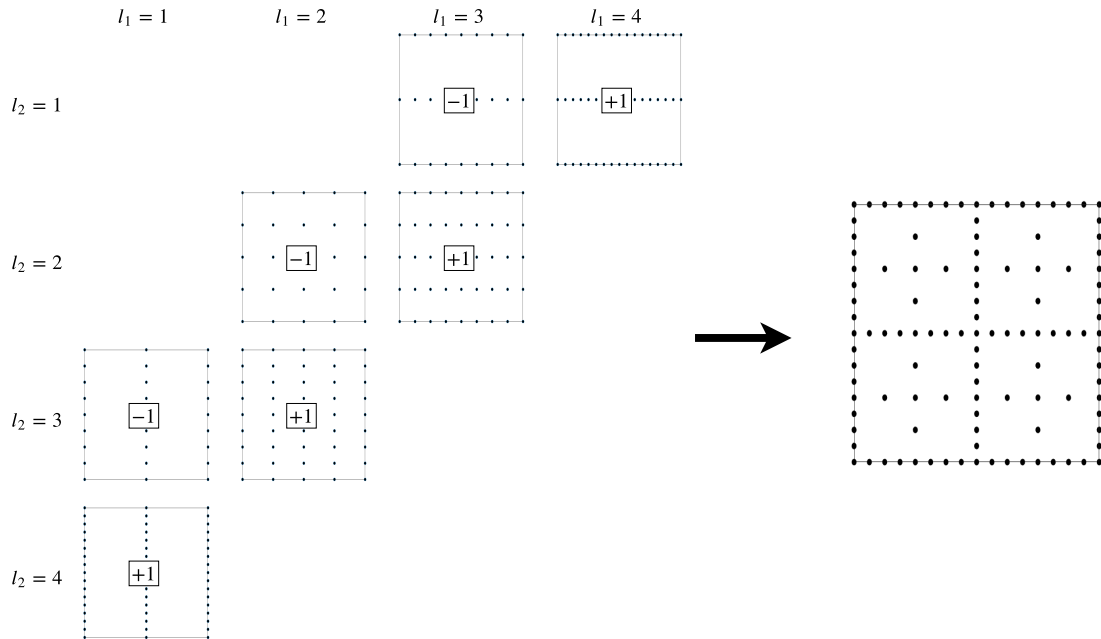 l₁ = 1 l₁ = 2 l₁ = 3 l₁ = 4
l₂ = 1 −1 +1
l₂ = 2 −1 +1
l₂ = 3 −1 +1
l₂ = 4 +1